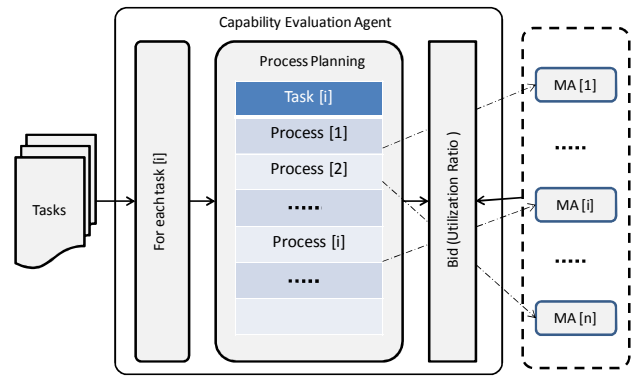 Capability Evaluation Agent
Tasks
For each task [i]
Process Planning
Task [i]
Process [1]
Process [2]
.....
Process [i]
.....
Bid (Utilization Ratio )
MA [1]
.....
MA [i]
.....
MA [n]